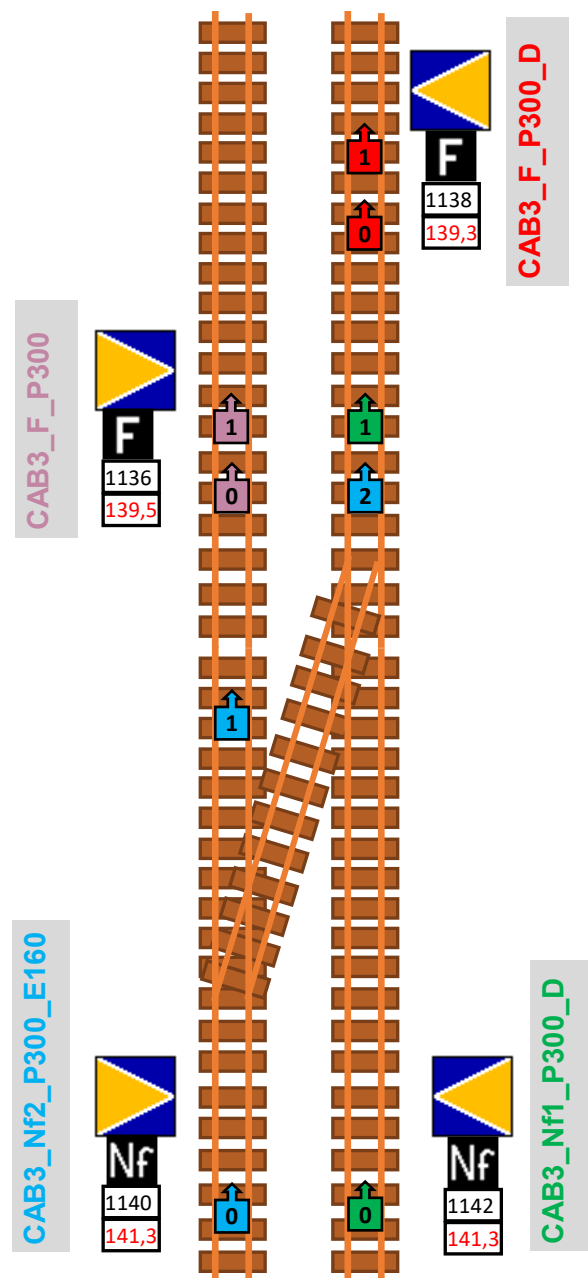 CAB3_F_P300_D
F
1138
139,3
1
0
CAB3_F_P300
F
1136
139,5
1
0
1
2
1
CAB3_Nf2_P300_E160
Nf
1140
141,3
0
0
CAB3_Nf1_P300_D
Nf
1142
141,3